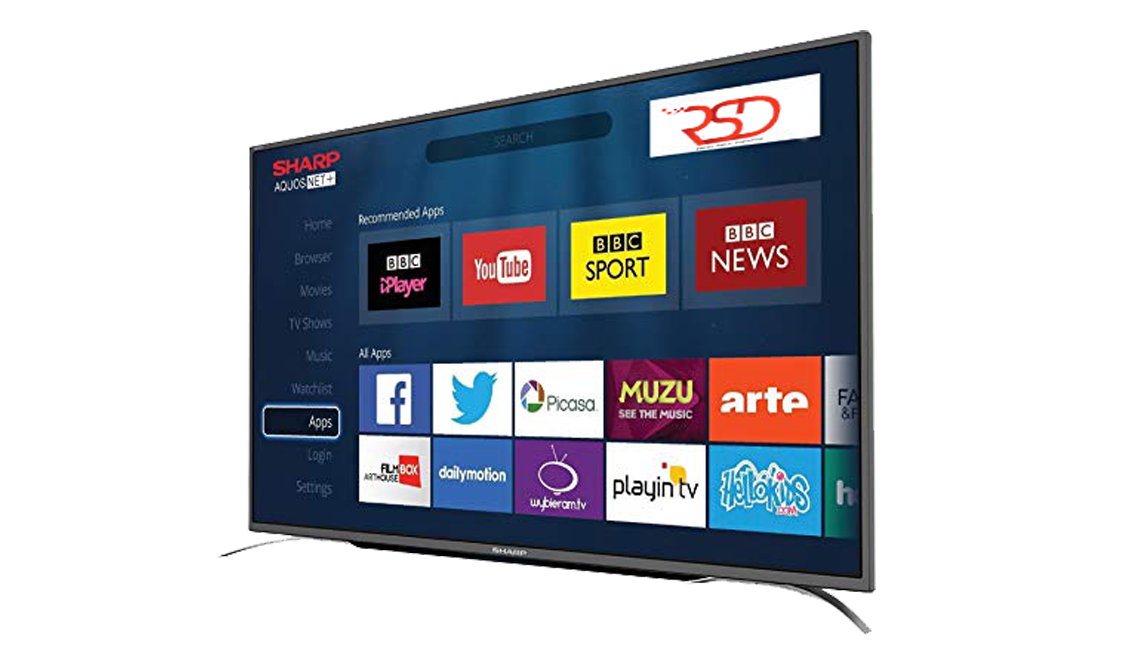 SHARP
AQUOS NET+
SEARCH
RSD
Home
Browser
Movies
TV Shows
Music
Watchlist
Apps
Login
Settings
Recommended Apps
BBC
iPlayer
YouTube
BBC
SPORT
BBC
NEWS
All Apps
f
Picasa
MUZU
SEE THE MUSIC
arte
FA
& F
FILMBOX
ARTHOUSE
dailymotion
wybieram.tv
playin tv
HelloKids
.COM
h
SHARP